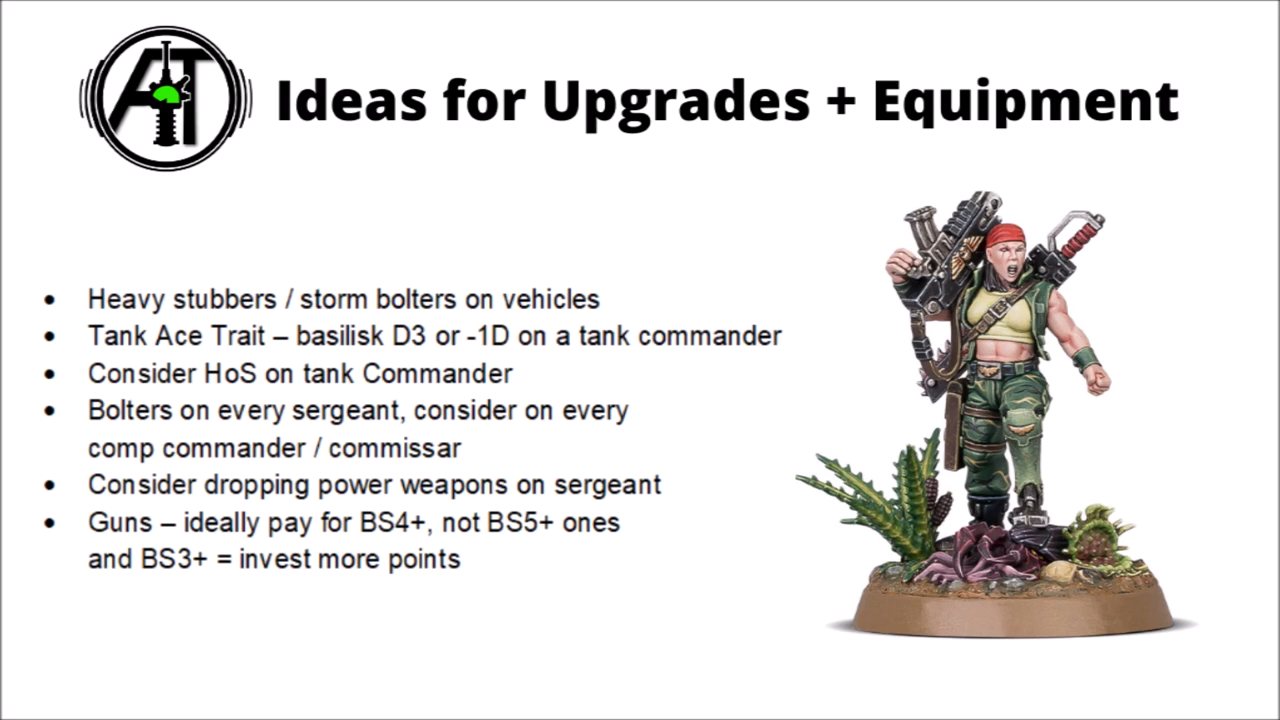 AT
Ideas for Upgrades + Equipment
• Heavy stubbers / storm bolters on vehicles
• Tank Ace Trait – basilisk D3 or -1D on a tank commander
• Consider HoS on tank Commander
• Bolters on every sergeant, consider on every
comp commander / commissar
• Consider dropping power weapons on sergeant
• Guns – ideally pay for BS4+, not BS5+ ones
and BS3+ = invest more points